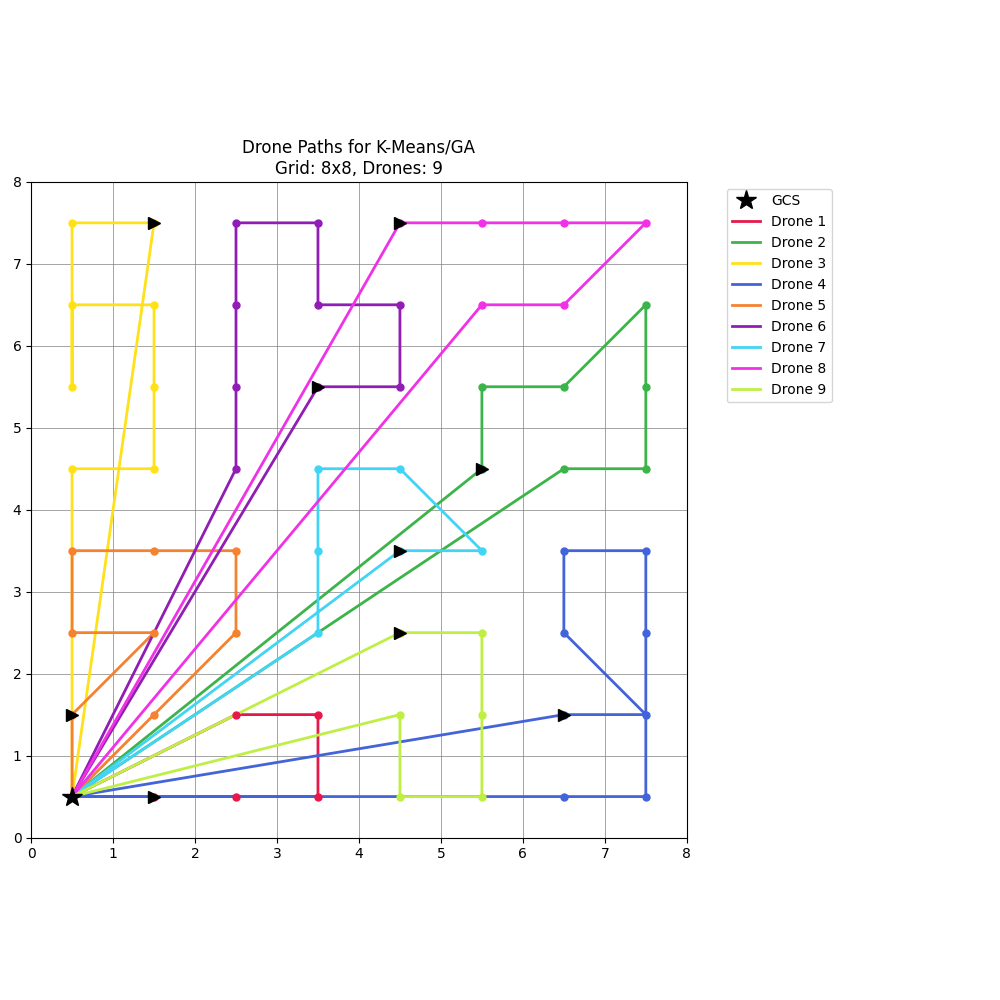 Drone Paths for K-Means/GA
Grid: 8x8, Drones: 9
8
7
6
5
4
3
2
1
0
0 1 2 3 4 5 6 7 8
GCS
Drone 1
Drone 2
Drone 3
Drone 4
Drone 5
Drone 6
Drone 7
Drone 8
Drone 9